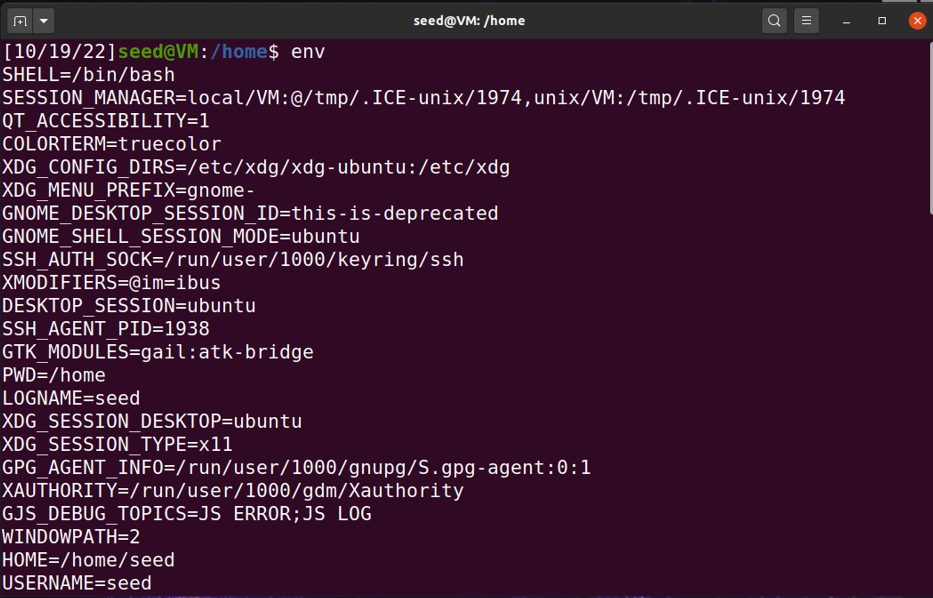 seed@VM: /home
[10/19/22]seed@VM:/home$ env
SHELL=/bin/bash
SESSION_MANAGER=local/VM:@/tmp/.ICE-unix/1974,unix/VM:/tmp/.ICE-unix/1974
QT_ACCESSIBILITY=1
COLORTERM=truecolor
XDG_CONFIG_DIRS=/etc/xdg/xdg-ubuntu:/etc/xdg
XDG_MENU_PREFIX=gnome-
GNOME_DESKTOP_SESSION_ID=this-is-deprecated
GNOME_SHELL_SESSION_MODE=ubuntu
SSH_AUTH_SOCK=/run/user/1000/keyring/ssh
XMODIFIERS=@im=ibus
DESKTOP_SESSION=ubuntu
SSH_AGENT_PID=1938
GTK_MODULES=gail:atk-bridge
PWD=/home
LOGNAME=seed
XDG_SESSION_DESKTOP=ubuntu
XDG_SESSION_TYPE=x11
GPG_AGENT_INFO=/run/user/1000/gnupg/S.gpg-agent:0:1
XAUTHORITY=/run/user/1000/gdm/Xauthority
GJS_DEBUG_TOPICS=JS ERROR;JS LOG
WINDOWPATH=2
HOME=/home/seed
USERNAME=seed